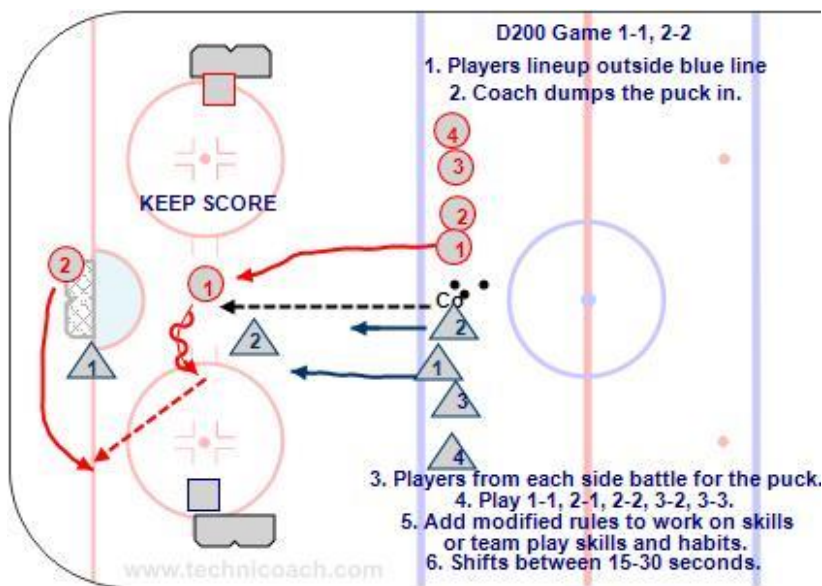 D200 Game 1-1, 2-2
1. Players lineup outside blue line
2. Coach dumps the puck in.
4
3
KEEP SCORE
2
1
2
1
Co
2
2
1
1
3
4
3. Players from each side battle for the puck.
4. Play 1-1, 2-1, 2-2, 3-2, 3-3.
5. Add modified rules to work on skills
or team play skills and habits.
6. Shifts between 15-30 seconds.
www.technicoach.com